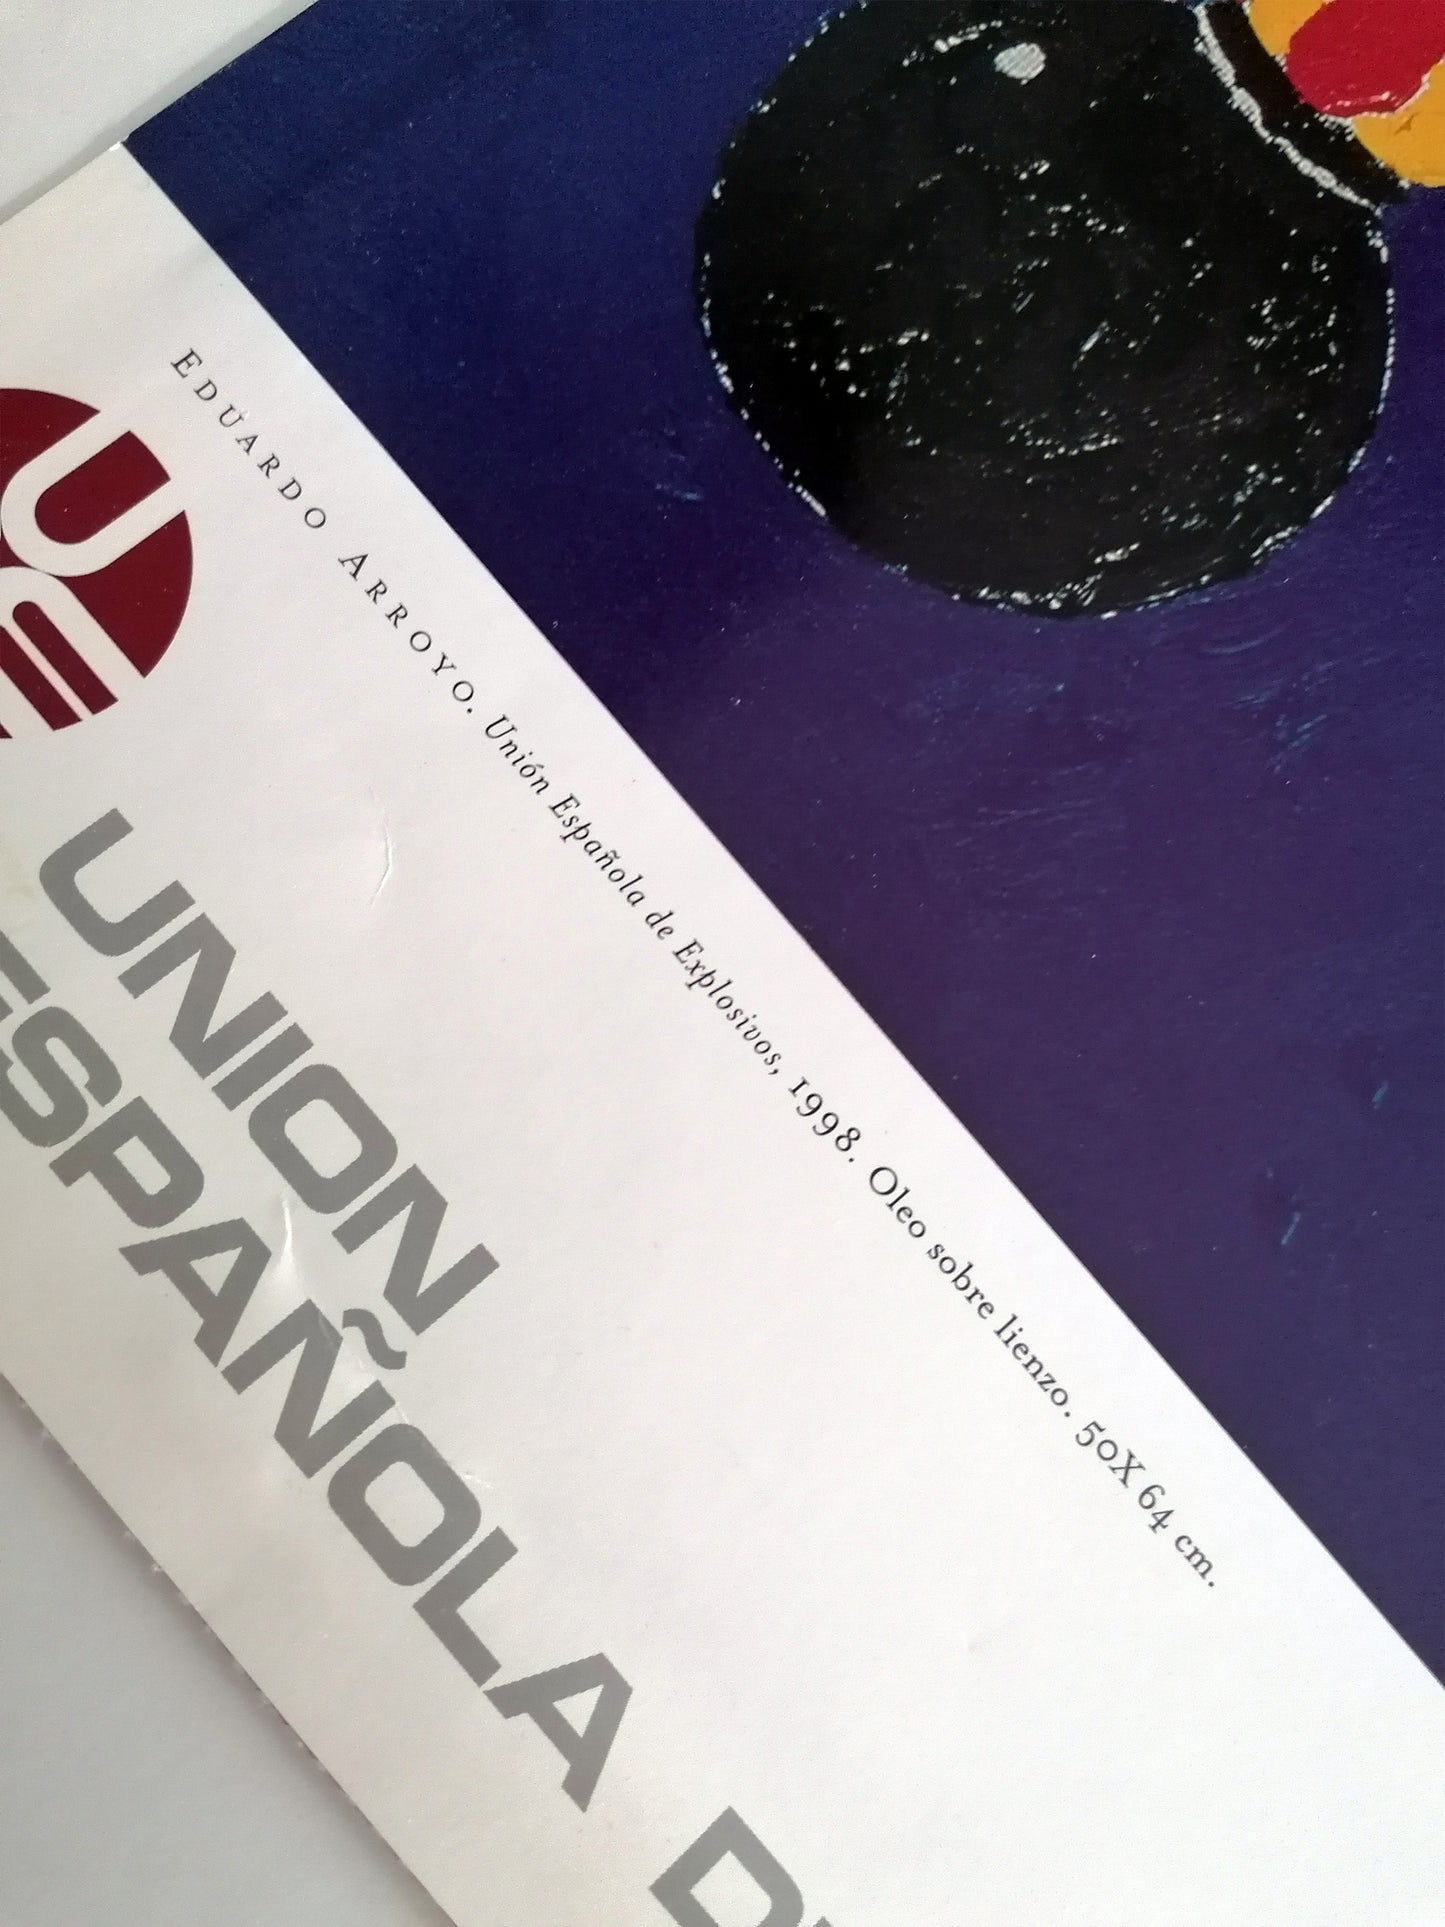 EDUARDO ARROYO. Unión Española de Explosivos, 1998. Oleo sobre lienzo. 50X 64 cm.
UNION
ESPAÑOLA